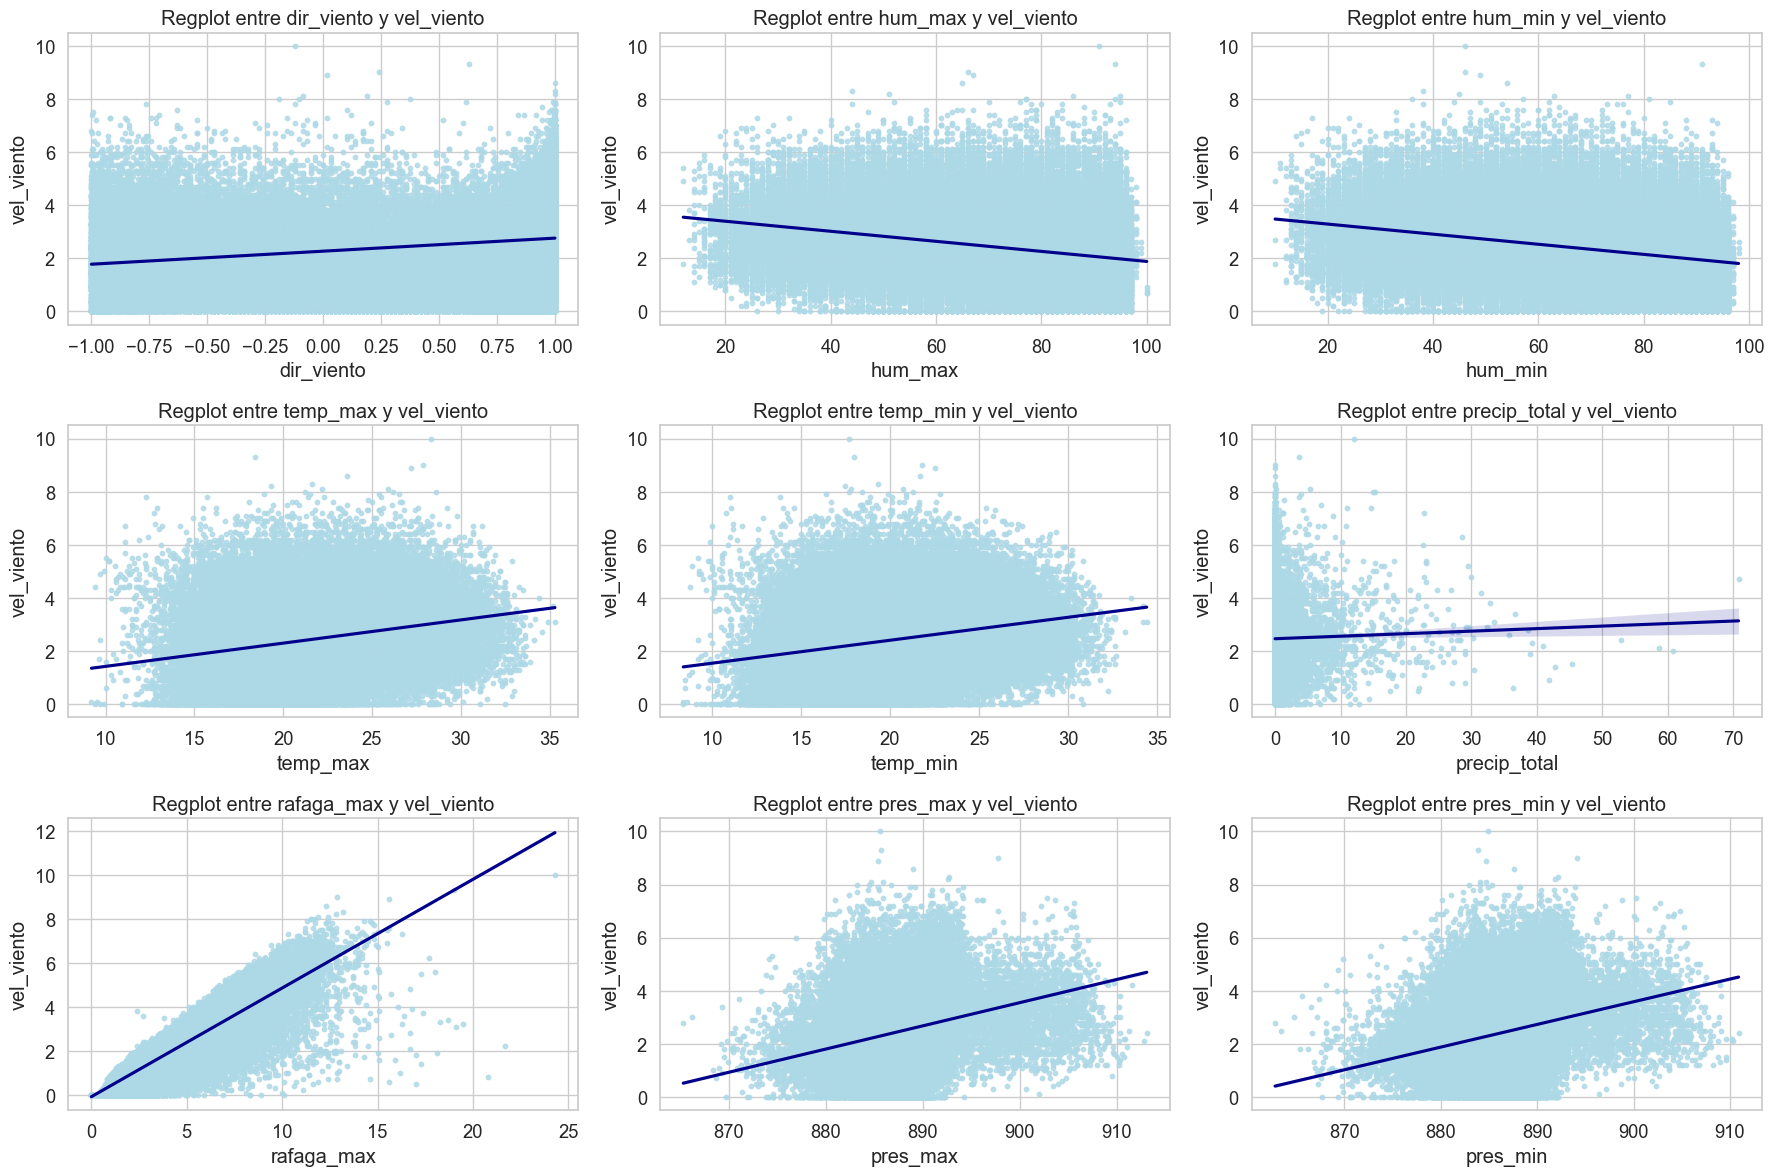 Regplot entre dir_viento y vel_viento
vel_viento
10
8
6
4
2
0
−1.00 −0.75 −0.50 −0.25 0.00 0.25 0.50 0.75 1.00
dir_viento
Regplot entre hum_max y vel_viento
vel_viento
10
8
6
4
2
0
20 40 60 80 100
hum_max
Regplot entre hum_min y vel_viento
vel_viento
10
8
6
4
2
0
20 40 60 80 100
hum_min
Regplot entre temp_max y vel_viento
vel_viento
10
8
6
4
2
0
10 15 20 25 30 35
temp_max
Regplot entre temp_min y vel_viento
vel_viento
10
8
6
4
2
0
10 15 20 25 30 35
temp_min
Regplot entre precip_total y vel_viento
vel_viento
10
8
6
4
2
0
0 10 20 30 40 50 60 70
precip_total
Regplot entre rafaga_max y vel_viento
vel_viento
12
10
8
6
4
2
0
0 5 10 15 20 25
rafaga_max
Regplot entre pres_max y vel_viento
vel_viento
10
8
6
4
2
0
870 880 890 900 910
pres_max
Regplot entre pres_min y vel_viento
vel_viento
10
8
6
4
2
0
870 880 890 900 910
pres_min